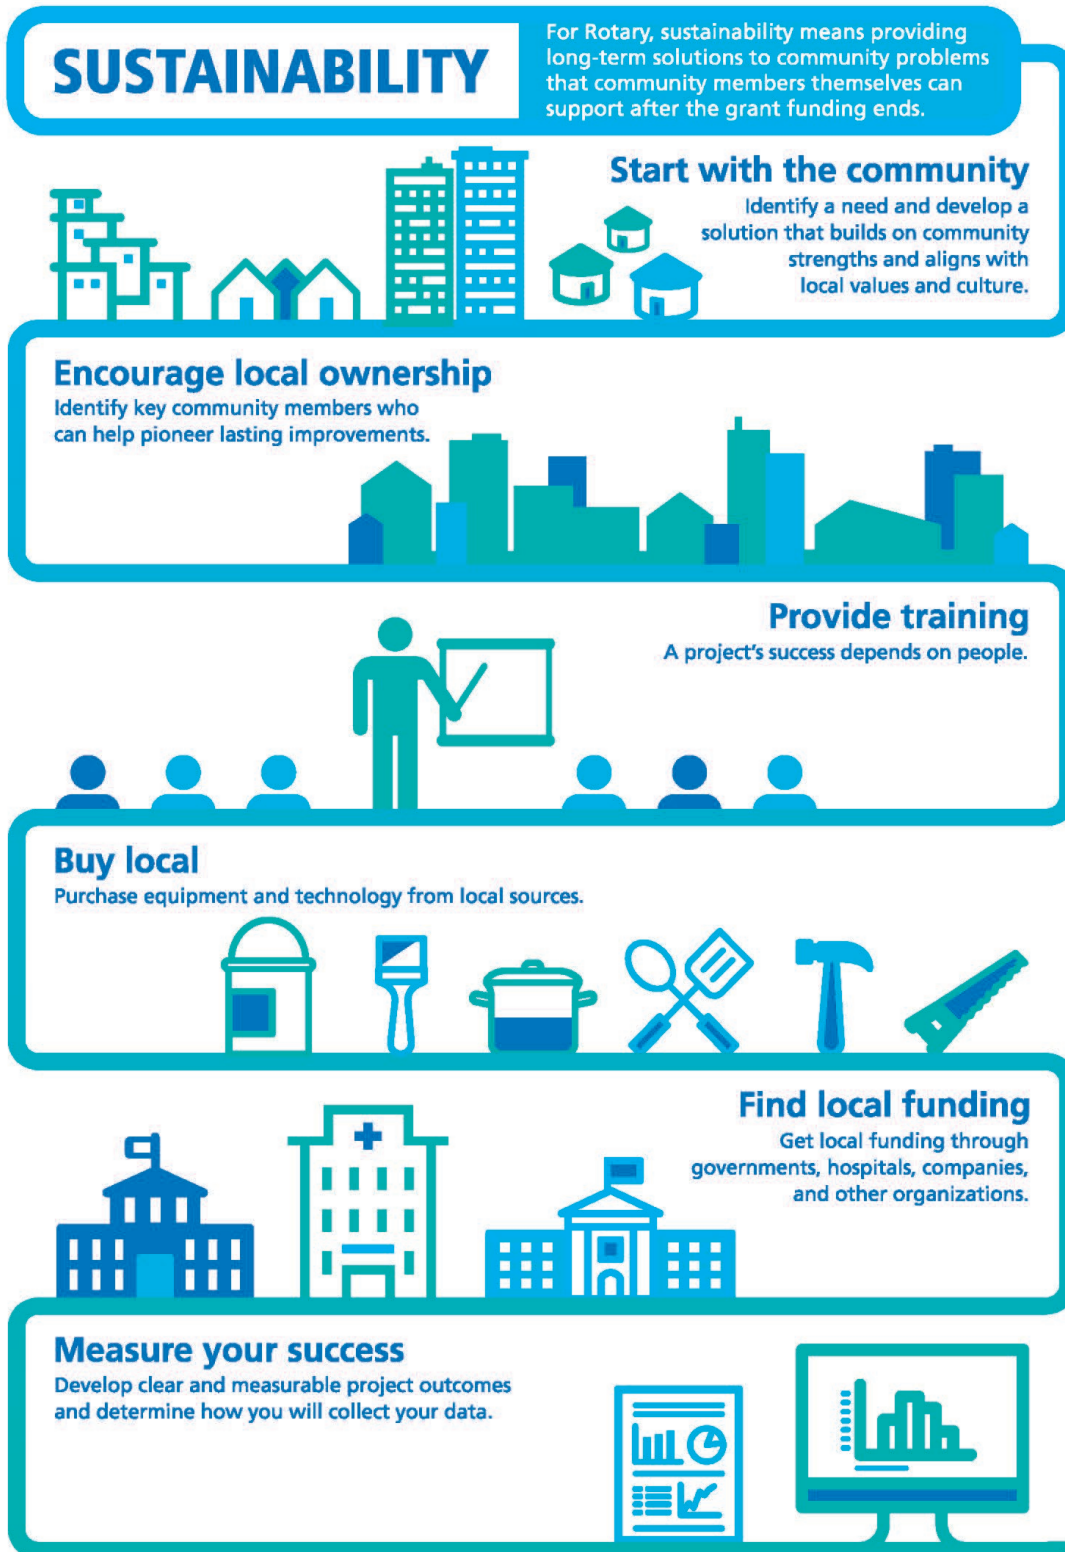 SUSTAINABILITY
For Rotary, sustainability means providing
long-term solutions to community problems
that community members themselves can
support after the grant funding ends.
Start with the community
Identify a need and develop a
solution that builds on community
strengths and aligns with
local values and culture.
Encourage local ownership
Identify key community members who
can help pioneer lasting improvements.
Provide training
A project's success depends on people.
Buy local
Purchase equipment and technology from local sources.
Find local funding
Get local funding through
governments, hospitals, companies,
and other organizations.
Measure your success
Develop clear and measurable project outcomes
and determine how you will collect your data.